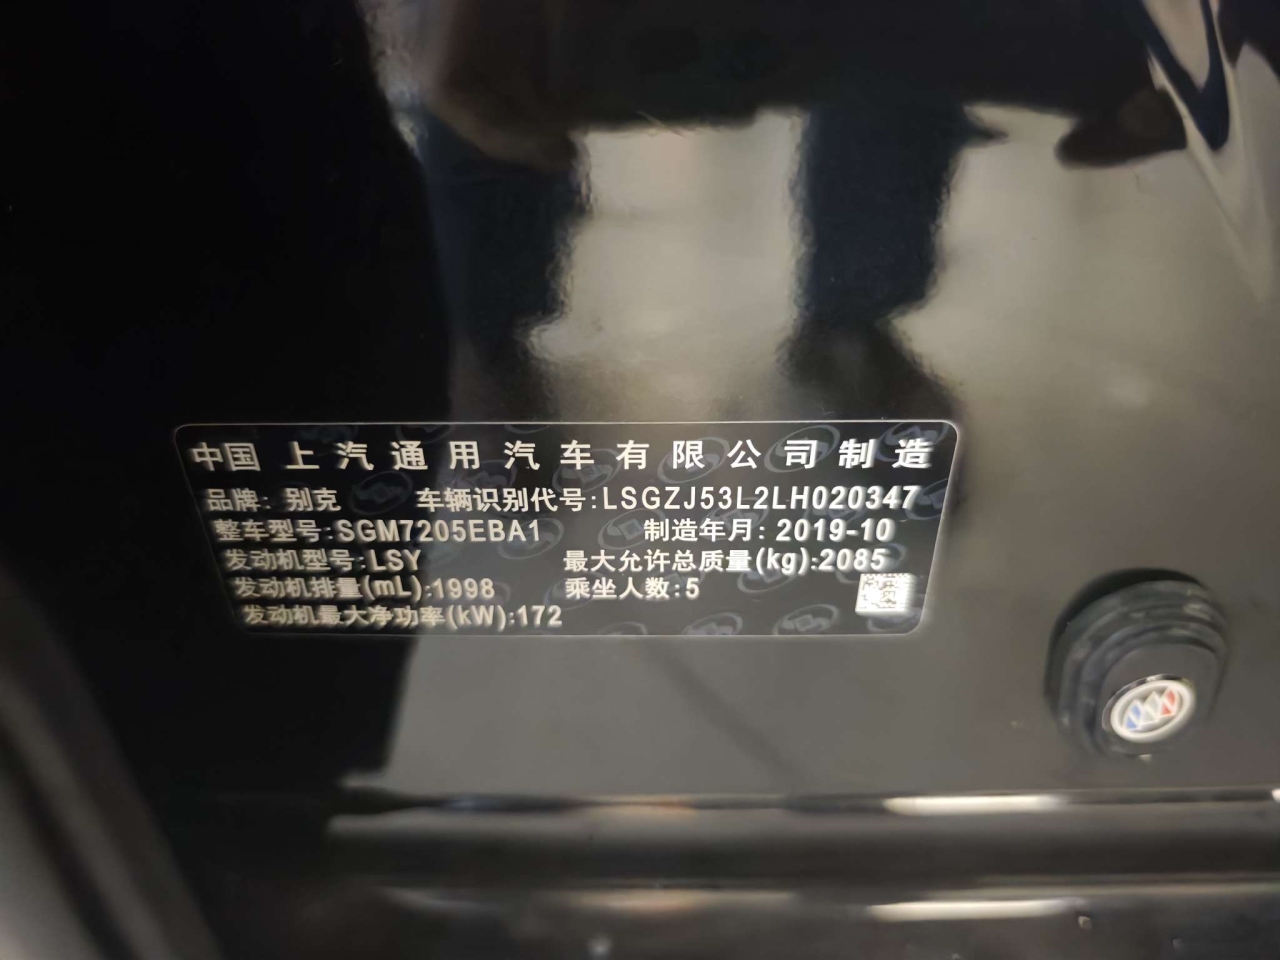 中国上汽通用汽车有限公司制造
品牌: 别克 车辆识别代号:LSGZJ53L2LH020347
整车型号:SGM7205EBA1 制造年月: 2019-10
发动机型号:LSY 最大允许总质量(kg):2085
发动机排量(mL):1998 乘坐人数:5
发动机最大净功率(kW):172